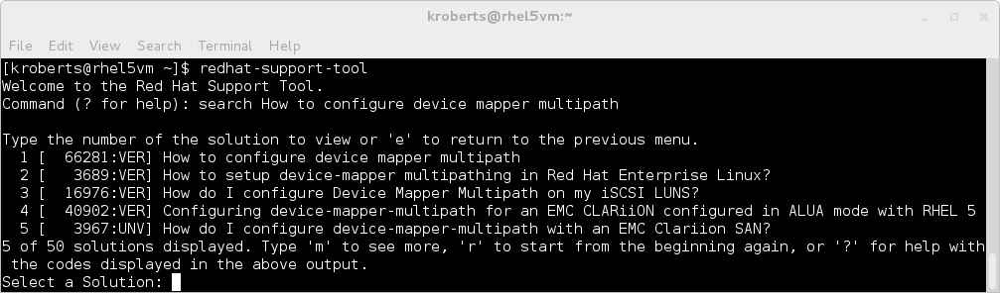 kroberts@rhel5vm:~
File Edit View Search Terminal Help
[kroberts@rhel5vm ~]$ redhat-support-tool
Welcome to the Red Hat Support Tool.
Command (? for help): search How to configure device mapper multipath
Type the number of the solution to view or 'e' to return to the previous menu.
1 [ 66281:VER] How to configure device mapper multipath
2 [ 3689:VER] How to setup device-mapper multipathing in Red Hat Enterprise Linux?
3 [ 16976:VER] How do I configure Device Mapper Multipath on my iSCSI LUNS?
4 [ 40902:VER] Configuring device-mapper-multipath for an EMC CLARiiON configured in ALUA mode with RHEL 5
5 [ 3967:UNV] How do I configure device-mapper-multipath with an EMC Clariion SAN?
5 of 50 solutions displayed. Type 'm' to see more, 'r' to start from the beginning again, or '?' for help with
the codes displayed in the above output.
Select a Solution: